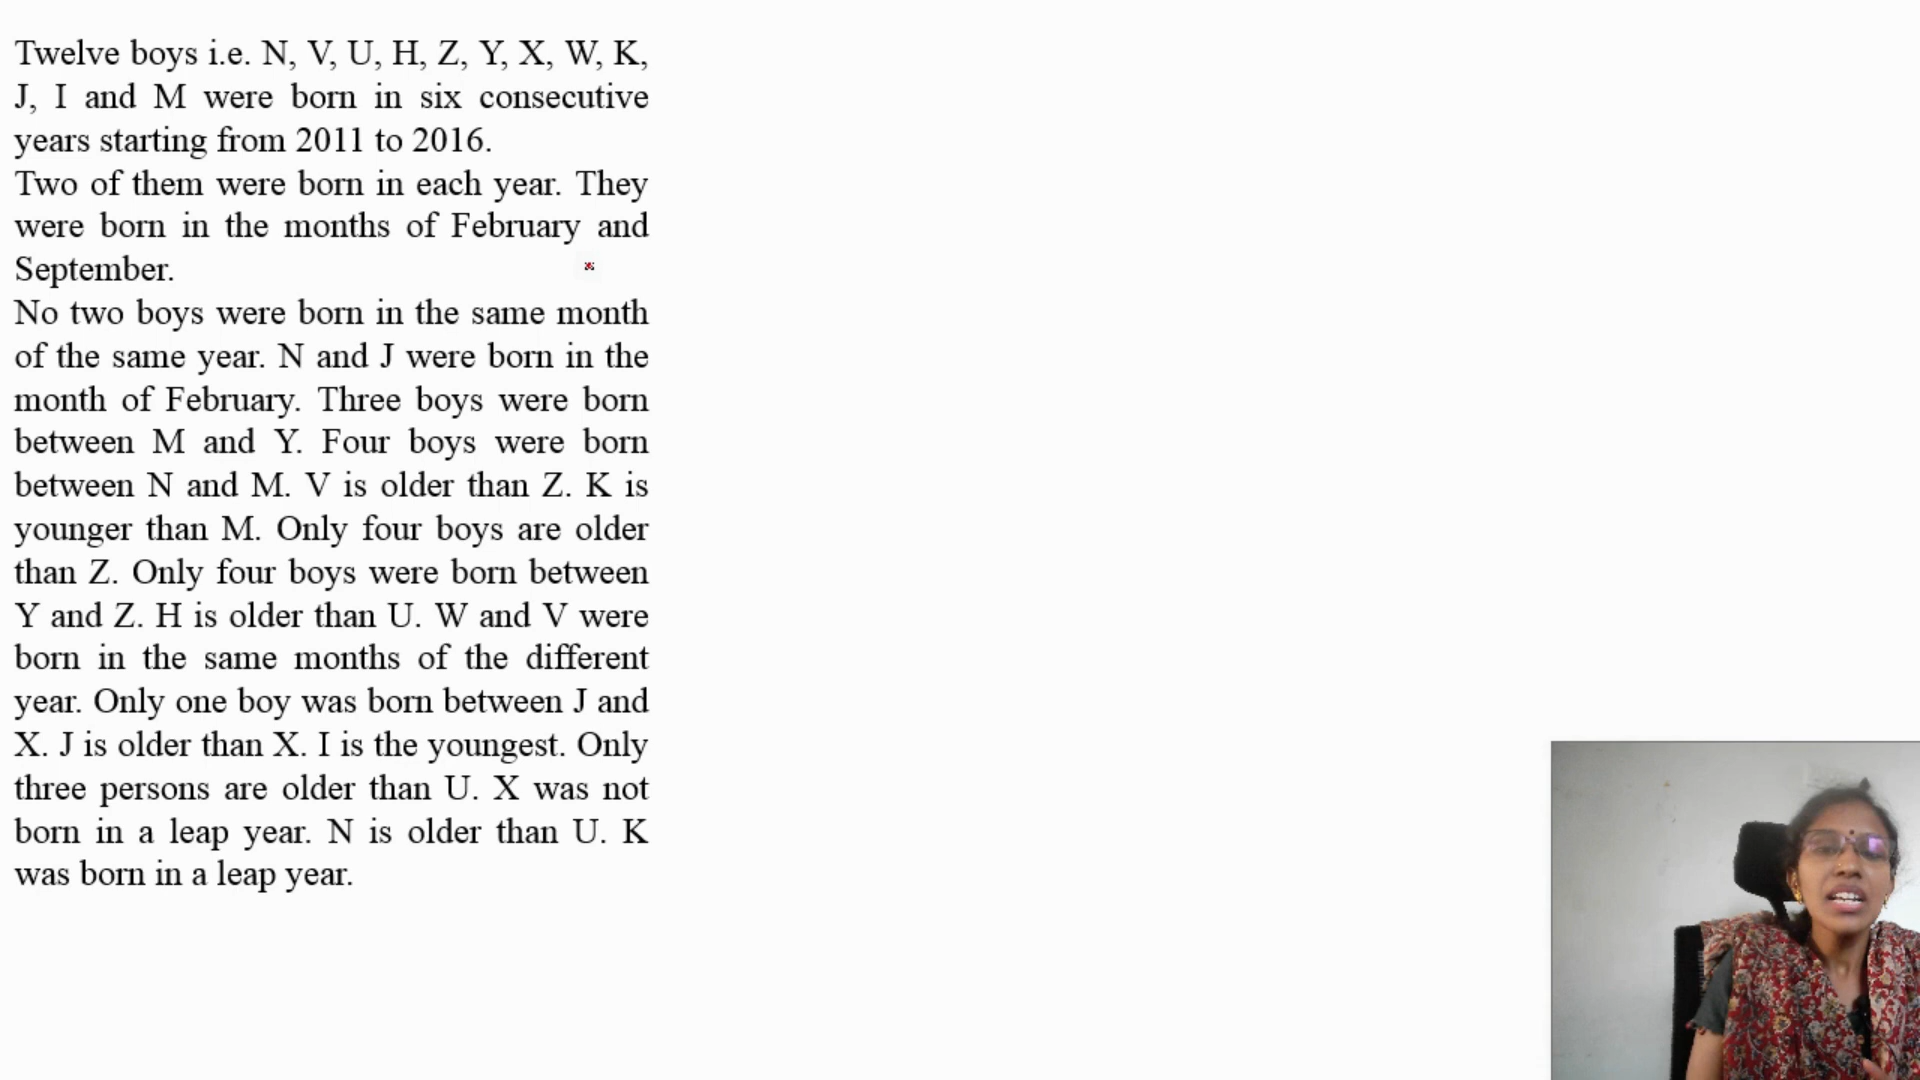 Twelve boys i.e. N, V, U, H, Z, Y, X, W, K,
J, I and M were born in six consecutive
years starting from 2011 to 2016.
Two of them were born in each year. They
were born in the months of February and
September.
No two boys were born in the same month
of the same year. N and J were born in the
month of February. Three boys were born
between M and Y. Four boys were born
between N and M. V is older than Z. K is
younger than M. Only four boys are older
than Z. Only four boys were born between
Y and Z. H is older than U. W and V were
born in the same months of the different
year. Only one boy was born between J and
X. J is older than X. I is the youngest. Only
three persons are older than U. X was not
born in a leap year. N is older than U. K
was born in a leap year.